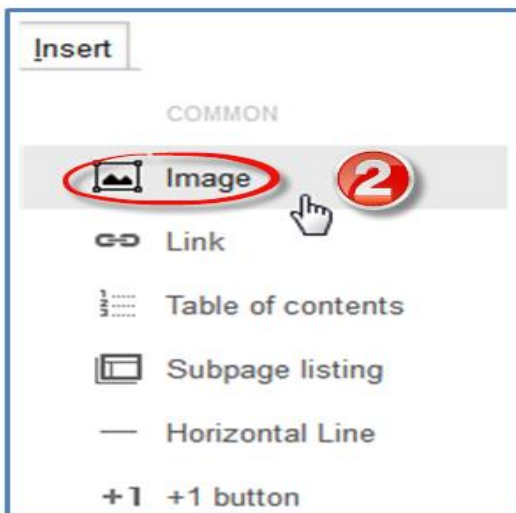 Insert
COMMON
Image 2
Link
Table of contents
Subpage listing
Horizontal Line
+1 +1 button